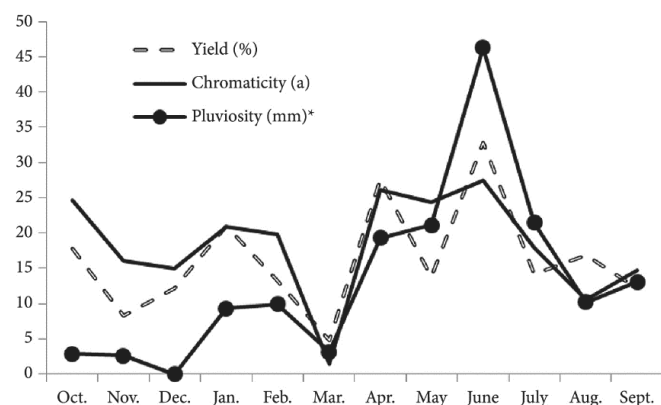 50
45
40
35
30
25
20
15
10
5
0
Yield (%)
Chromaticity (a)
Pluviosity (mm)*
Oct. Nov. Dec. Jan. Feb. Mar. Apr. May June July Aug. Sept.